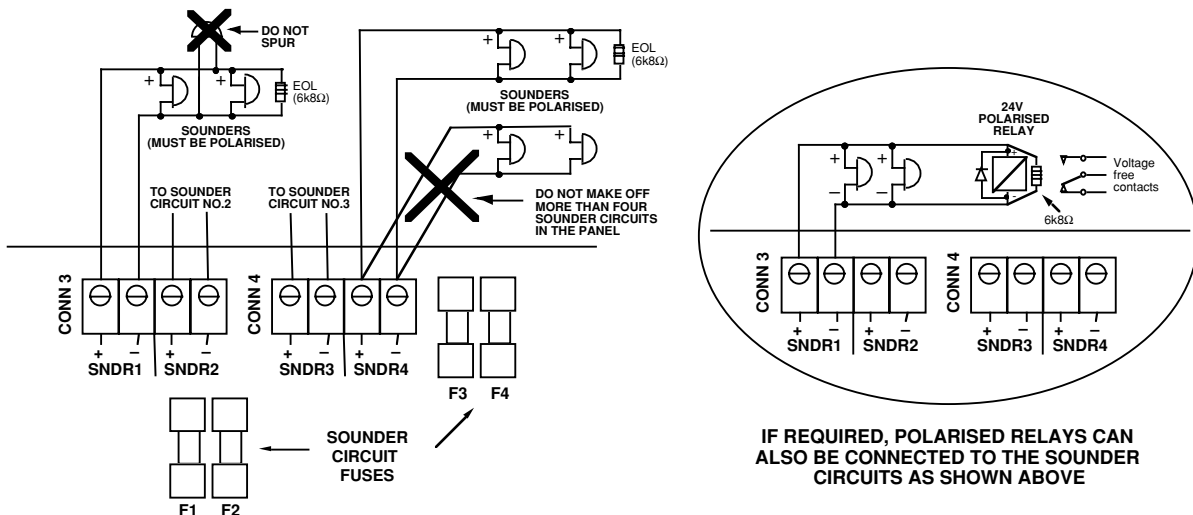 DO NOT
SPUR
+
+
EOL
(6k8Ω)
SOUNDERS
(MUST BE POLARISED)
+
+
EOL
(6k8Ω)
SOUNDERS
(MUST BE POLARISED)
+
+
DO NOT MAKE OFF
MORE THAN FOUR
SOUNDER CIRCUITS
IN THE PANEL
TO SOUNDER
CIRCUIT NO.2
TO SOUNDER
CIRCUIT NO.3
CONN 3
+ – + –
SNDR1 SNDR2
CONN 4
+ – + –
SNDR3 SNDR4
F3 F4
F1 F2
SOUNDER
CIRCUIT
FUSES
24V
POLARISED
RELAY
+ +
– –
+
-
Voltage
free
contacts
6k8Ω
CONN 3
+ – + –
SNDR1 SNDR2
CONN 4
+ – + –
SNDR3 SNDR4
IF REQUIRED, POLARISED RELAYS CAN
ALSO BE CONNECTED TO THE SOUNDER
CIRCUITS AS SHOWN ABOVE